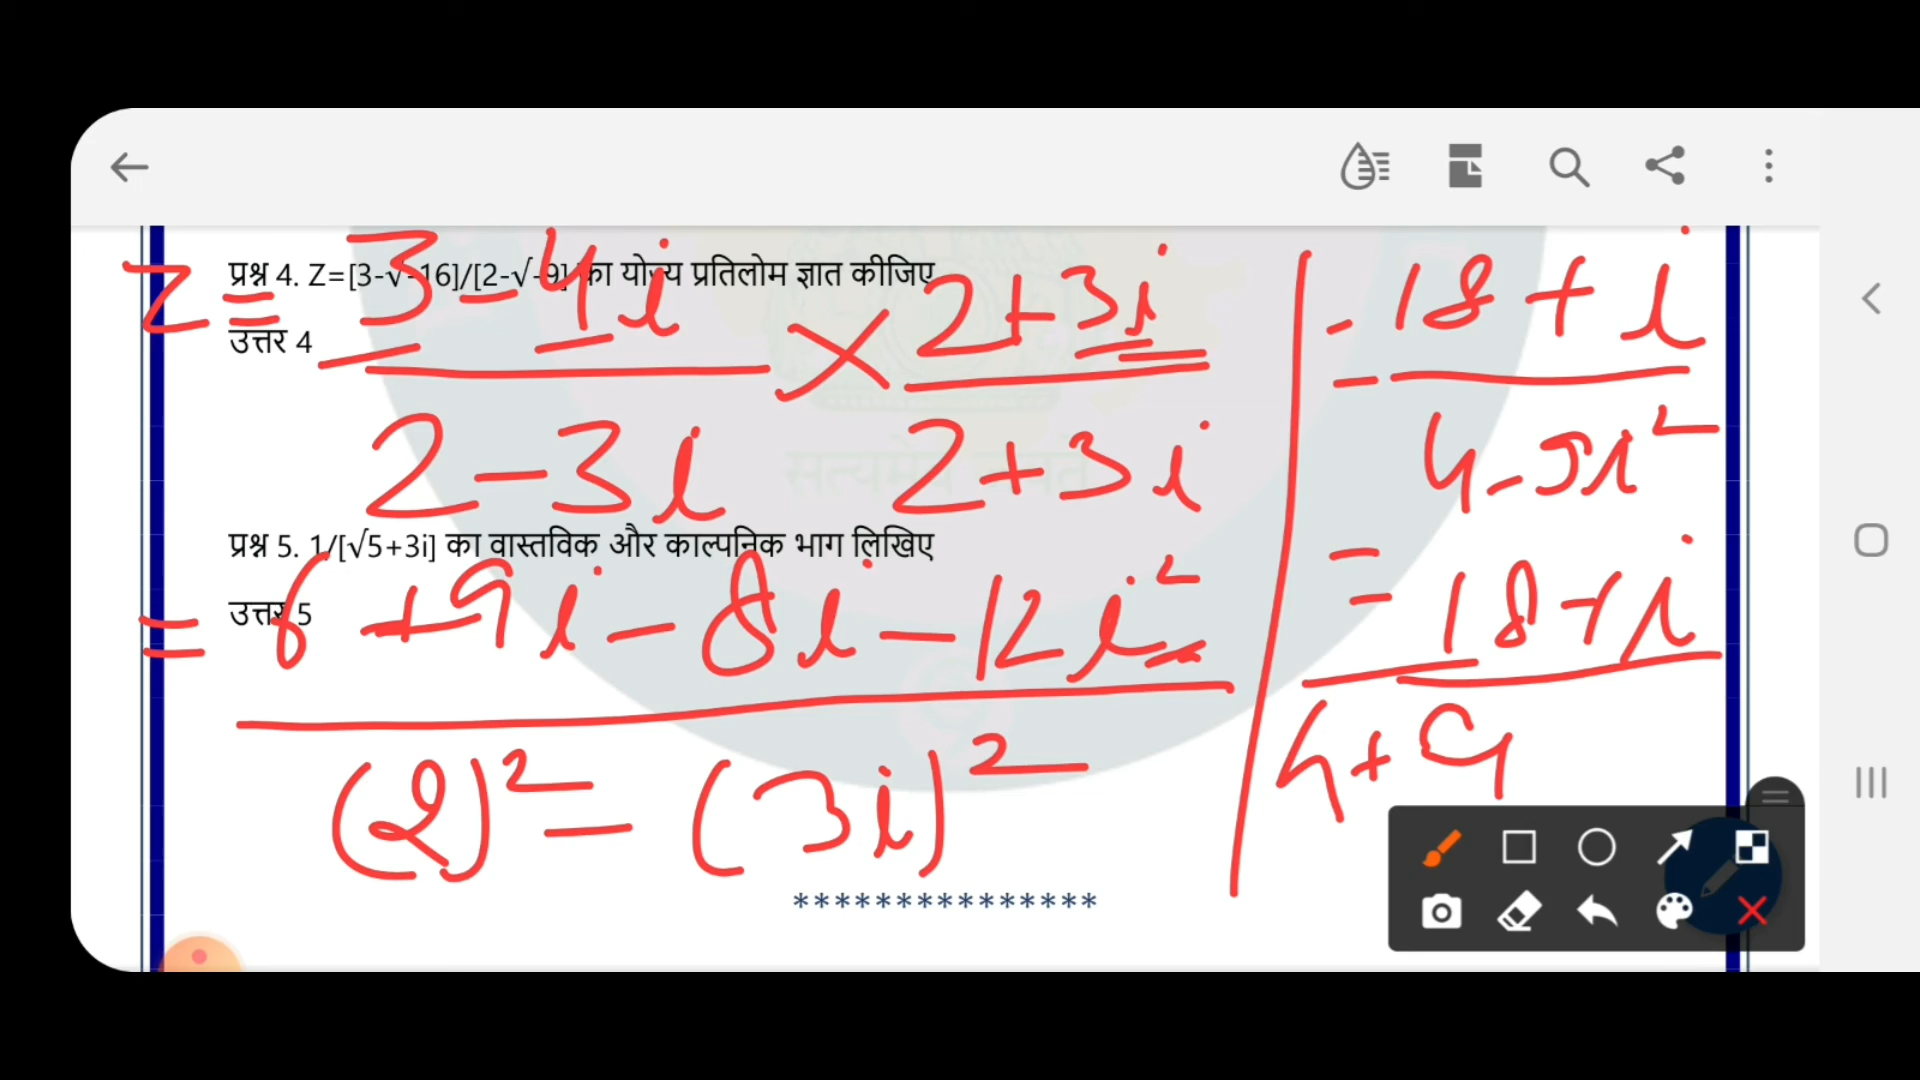 प्रश्न 4. Z=[3-√-16]/[2-√-9] का योज्य प्रतिलोम ज्ञात कीजिए
उत्तर 4
Z = 3-4i / 2-3i × 2+3i / 2+3i
प्रश्न 5. 1/[√5+3i] का वास्तविक और काल्पनिक भाग लिखिए
उत्तर 5
= 6+9i-8i-12i² / (2)² - (3i)²
= 18+i / 4-9i²
= 18+i / 4+9
***************